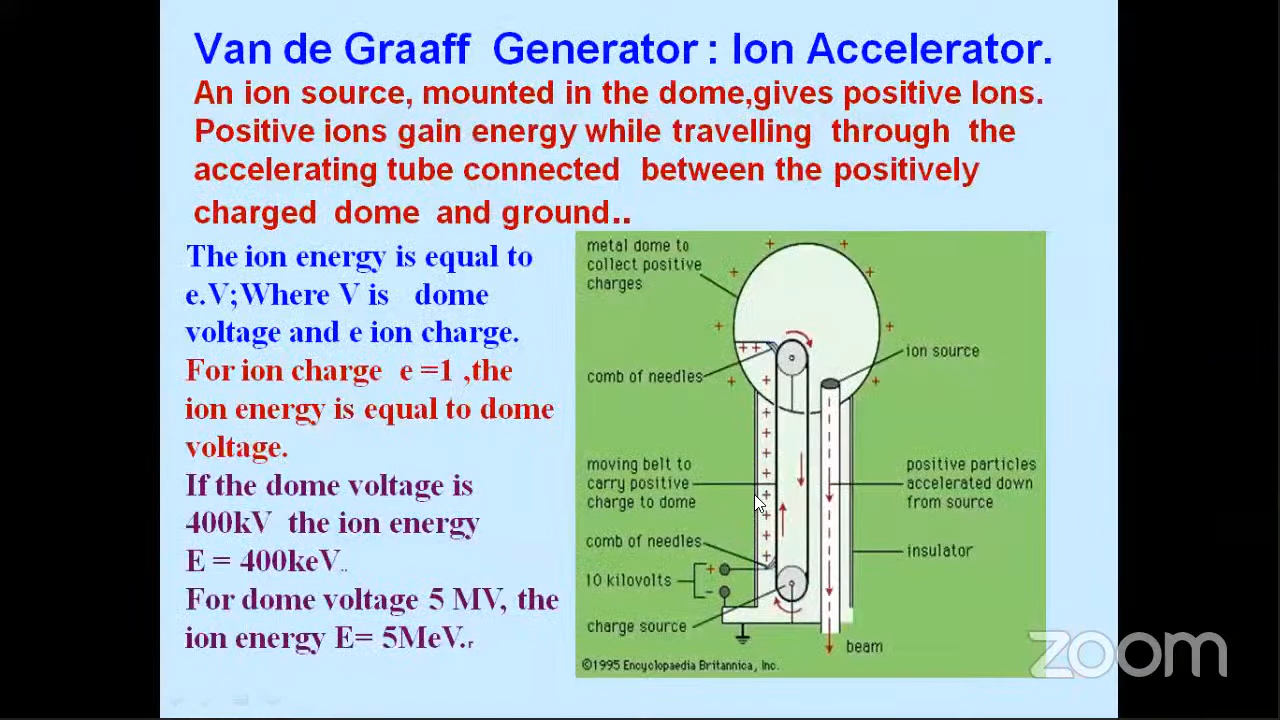 Van de Graaff Generator : Ion Accelerator.
An ion source, mounted in the dome,gives positive Ions.
Positive ions gain energy while travelling through the
accelerating tube connected between the positively
charged dome and ground..
The ion energy is equal to
e.V;Where V is dome
voltage and e ion charge.
For ion charge e =1 ,the
ion energy is equal to dome
voltage.
If the dome voltage is
400kV the ion energy
E = 400keV..
For dome voltage 5 MV, the
ion energy E= 5MeV.r
metal dome to
collect positive
charges
comb of needles
ion source
moving belt to
carry positive
charge to dome
positive particles
accelerated down
from source
comb of needles
insulator
10 kilovolts
charge source
beam
©1995 Encyclopaedia Britannica, Inc.
zoom